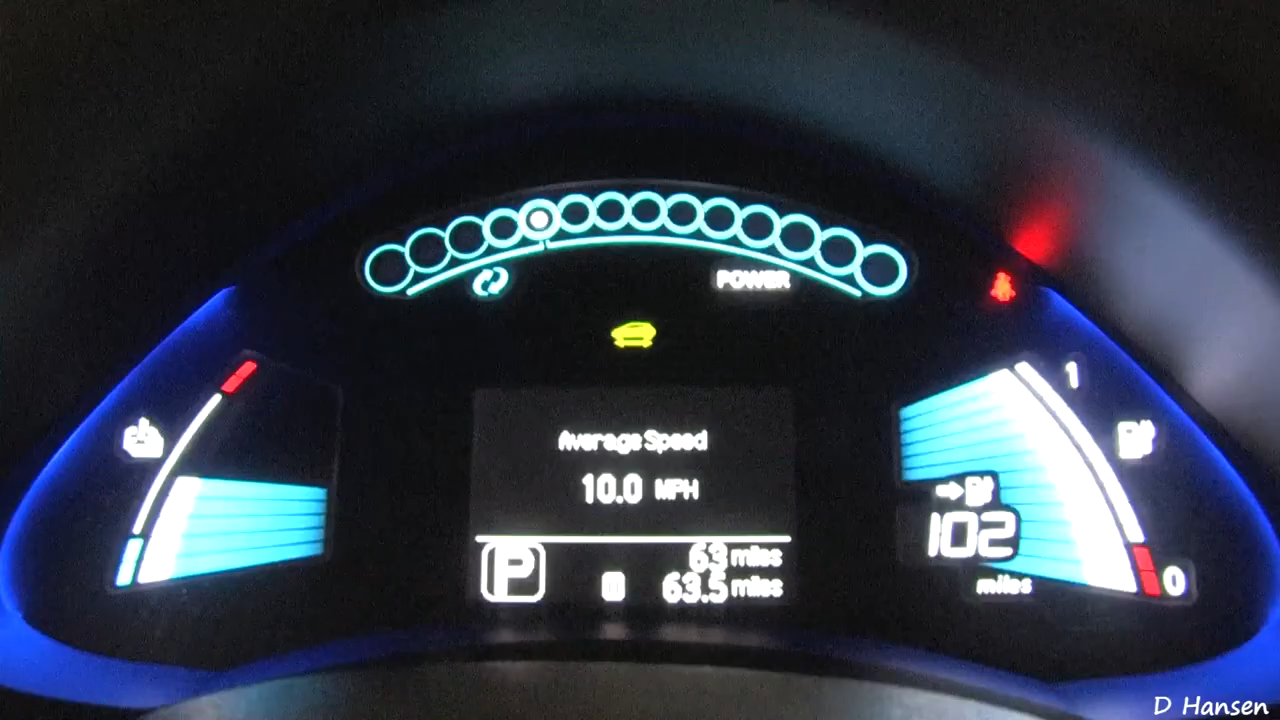 POWER
1
Average Speed
10.0 MPH
102
miles
0
P
63 miles
63.5 miles
D Hansen